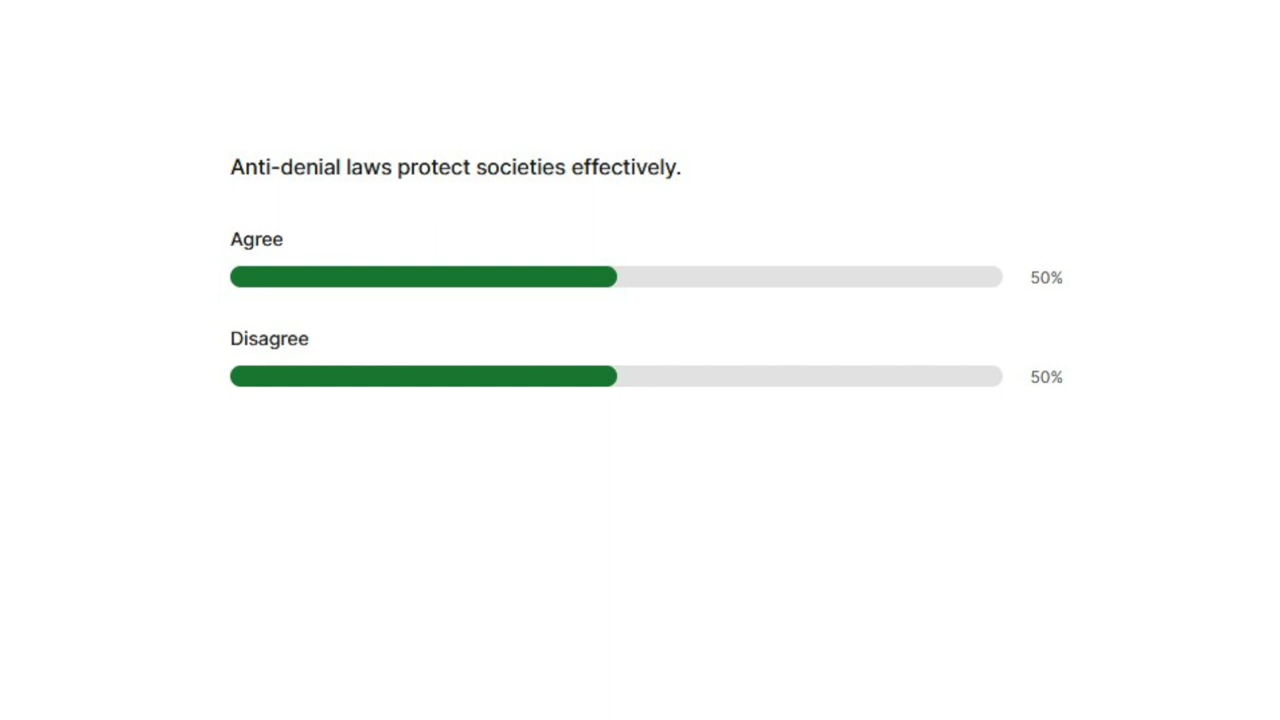 Anti-denial laws protect societies effectively.
Agree
50%
Disagree
50%